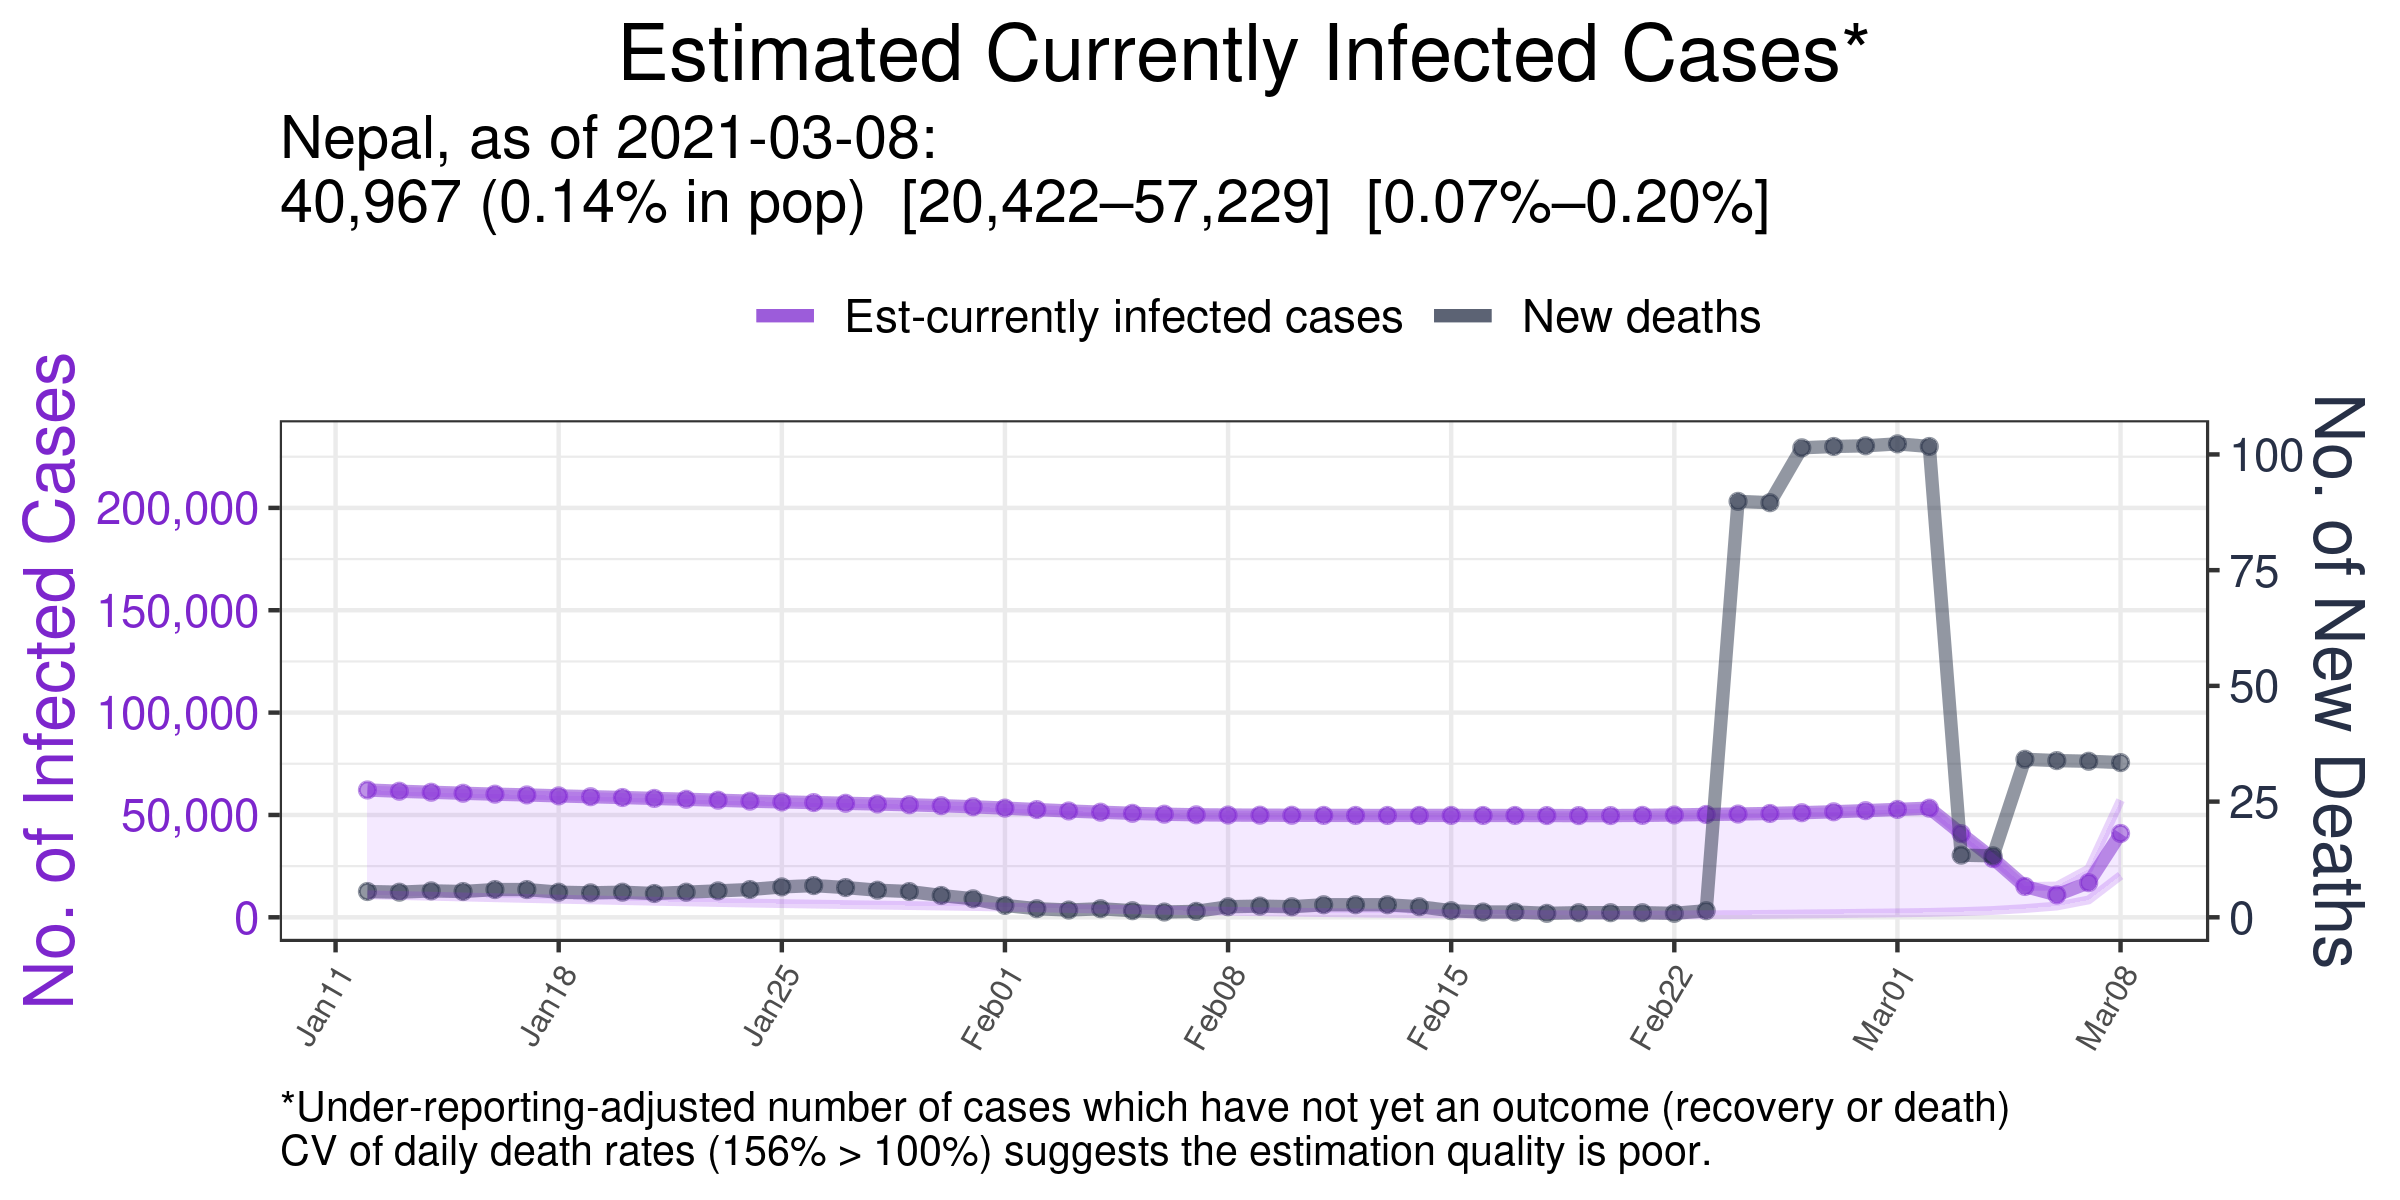 Estimated Currently Infected Cases*
Nepal, as of 2021-03-08:
40,967 (0.14% in pop)  [20,422–57,229]  [0.07%–0.20%]
Est-currently infected cases
New deaths
No. of Infected Cases
200,000
150,000
100,000
50,000
0
100
75
50
25
0
No. of New Deaths
Jan11
Jan18
Jan25
Feb01
Feb08
Feb15
Feb22
Mar01
Mar08
*Under-reporting-adjusted number of cases which have not yet an outcome (recovery or death)
CV of daily death rates (156% > 100%) suggests the estimation quality is poor.